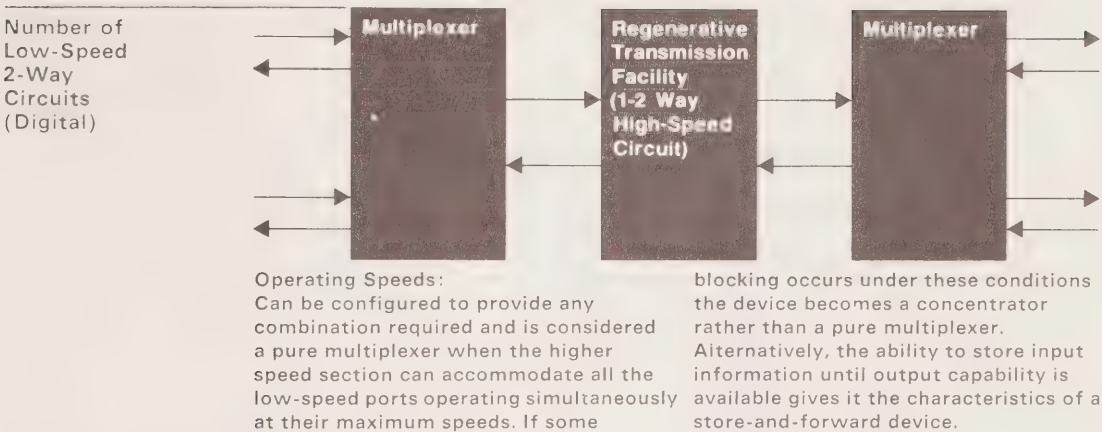 Number of
Low-Speed
2-Way
Circuits
(Digital)
Multiplexer
Regenerative
Transmission
Facility
(1-2 Way
High-Speed
Circuit)
Multiplexer
Operating Speeds:
Can be configured to provide any
combination required and is considered
a pure multiplexer when the higher
speed section can accommodate all the
low-speed ports operating simultaneously
at their maximum speeds. If some
blocking occurs under these conditions
the device becomes a concentrator
rather than a pure multiplexer.
Aiternatively, the ability to store input
information until output capability is
available gives it the characteristics of a
store-and-forward device.